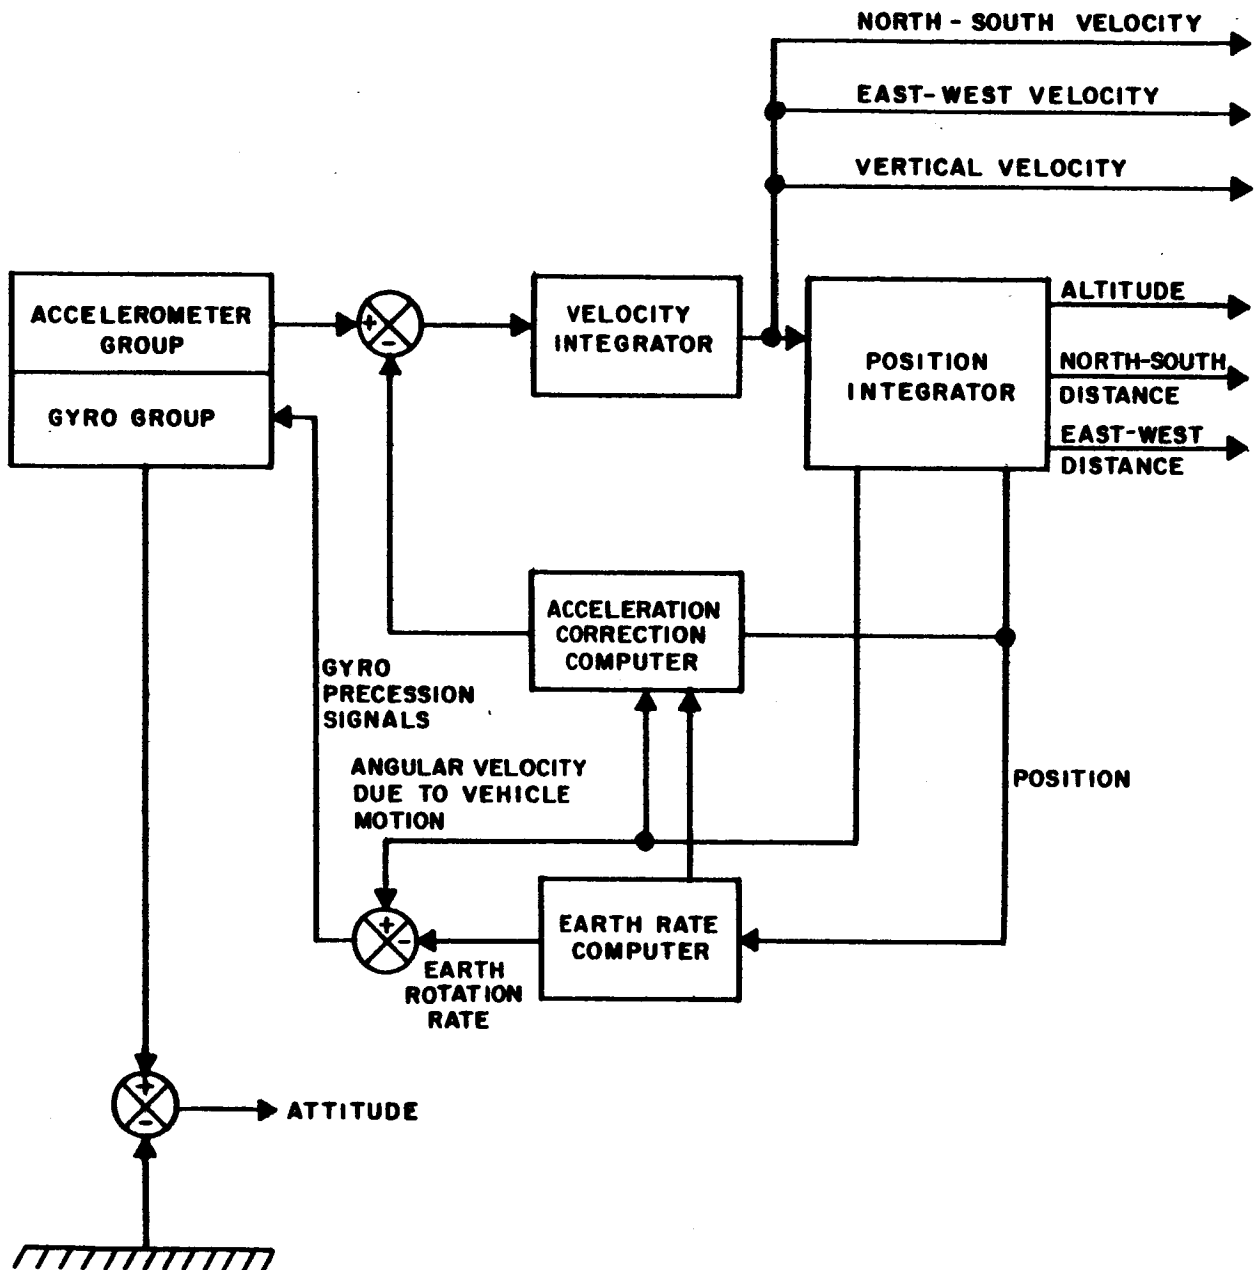 NORTH - SOUTH VELOCITY
EAST-WEST VELOCITY
VERTICAL VELOCITY
ACCELEROMETER
GROUP
GYRO GROUP
+
-
VELOCITY
INTEGRATOR
POSITION
INTEGRATOR
ALTITUDE
NORTH-SOUTH
DISTANCE
EAST-WEST
DISTANCE
ACCELERATION
CORRECTION
COMPUTER
GYRO
PRECESSION
SIGNALS
ANGULAR VELOCITY
DUE TO VEHICLE
MOTION
POSITION
+
-
EARTH RATE
COMPUTER
EARTH
ROTATION
RATE
+
-
ATTITUDE